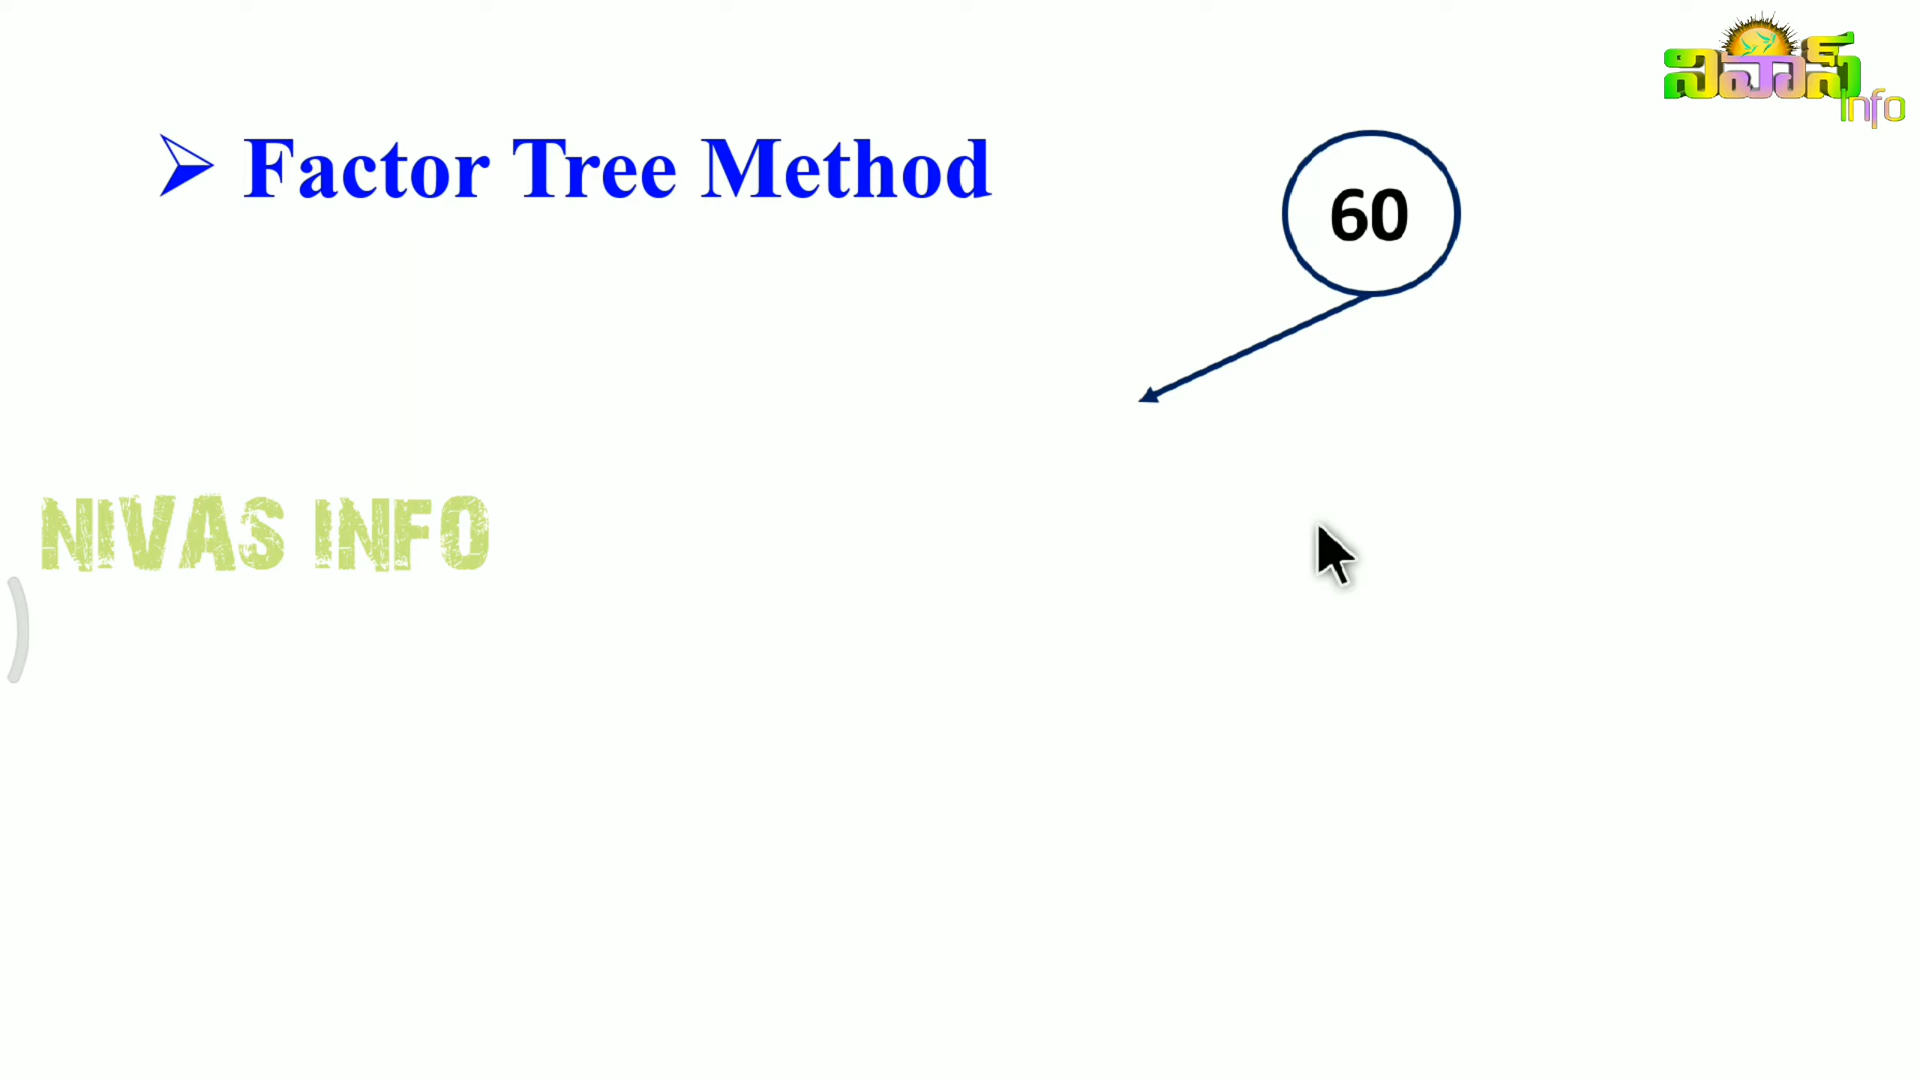 నివాస్
Info
➢ Factor Tree Method
60
NIVAS INFO